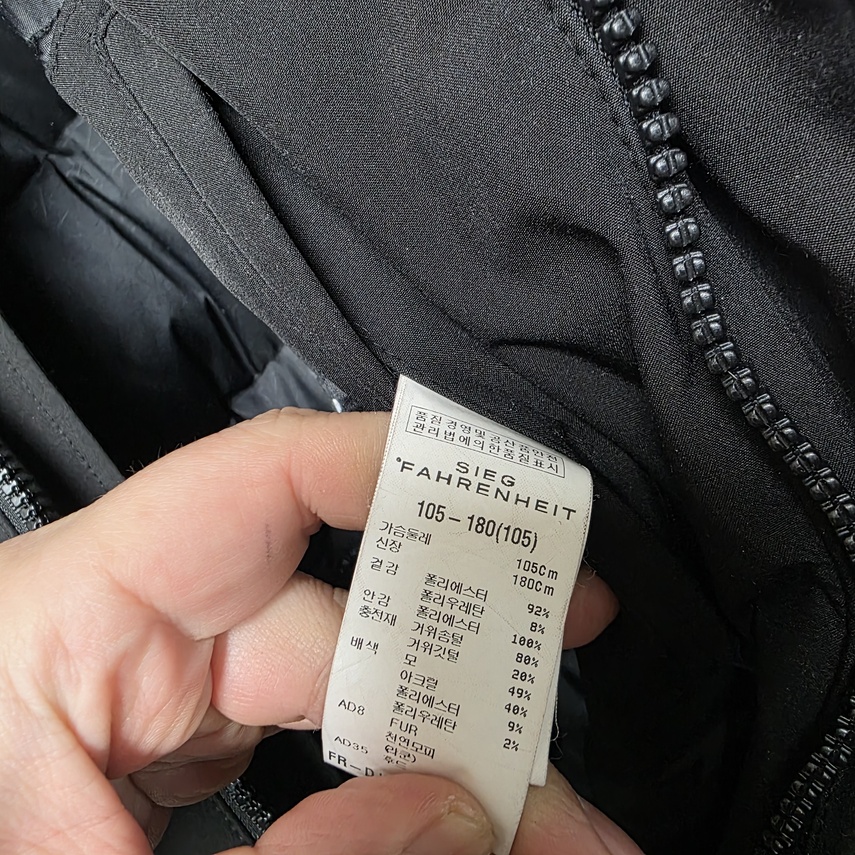 품질경영및공산품안전
관리법에의한품질표시
SIEG
FAHRENHEIT
105-180(105)
가슴둘레 105Cm
신장 180Cm
겉감 폴리에스터 92%
폴리우레탄 8%
안감 폴리에스터 100%
충전재 거위솜털 80%
거위깃털 20%
배색 모 49%
아크릴 40%
폴리에스터 9%
폴리우레탄 2%
AD8 FUR
천연모피
AD35 (라쿤)
FR-D